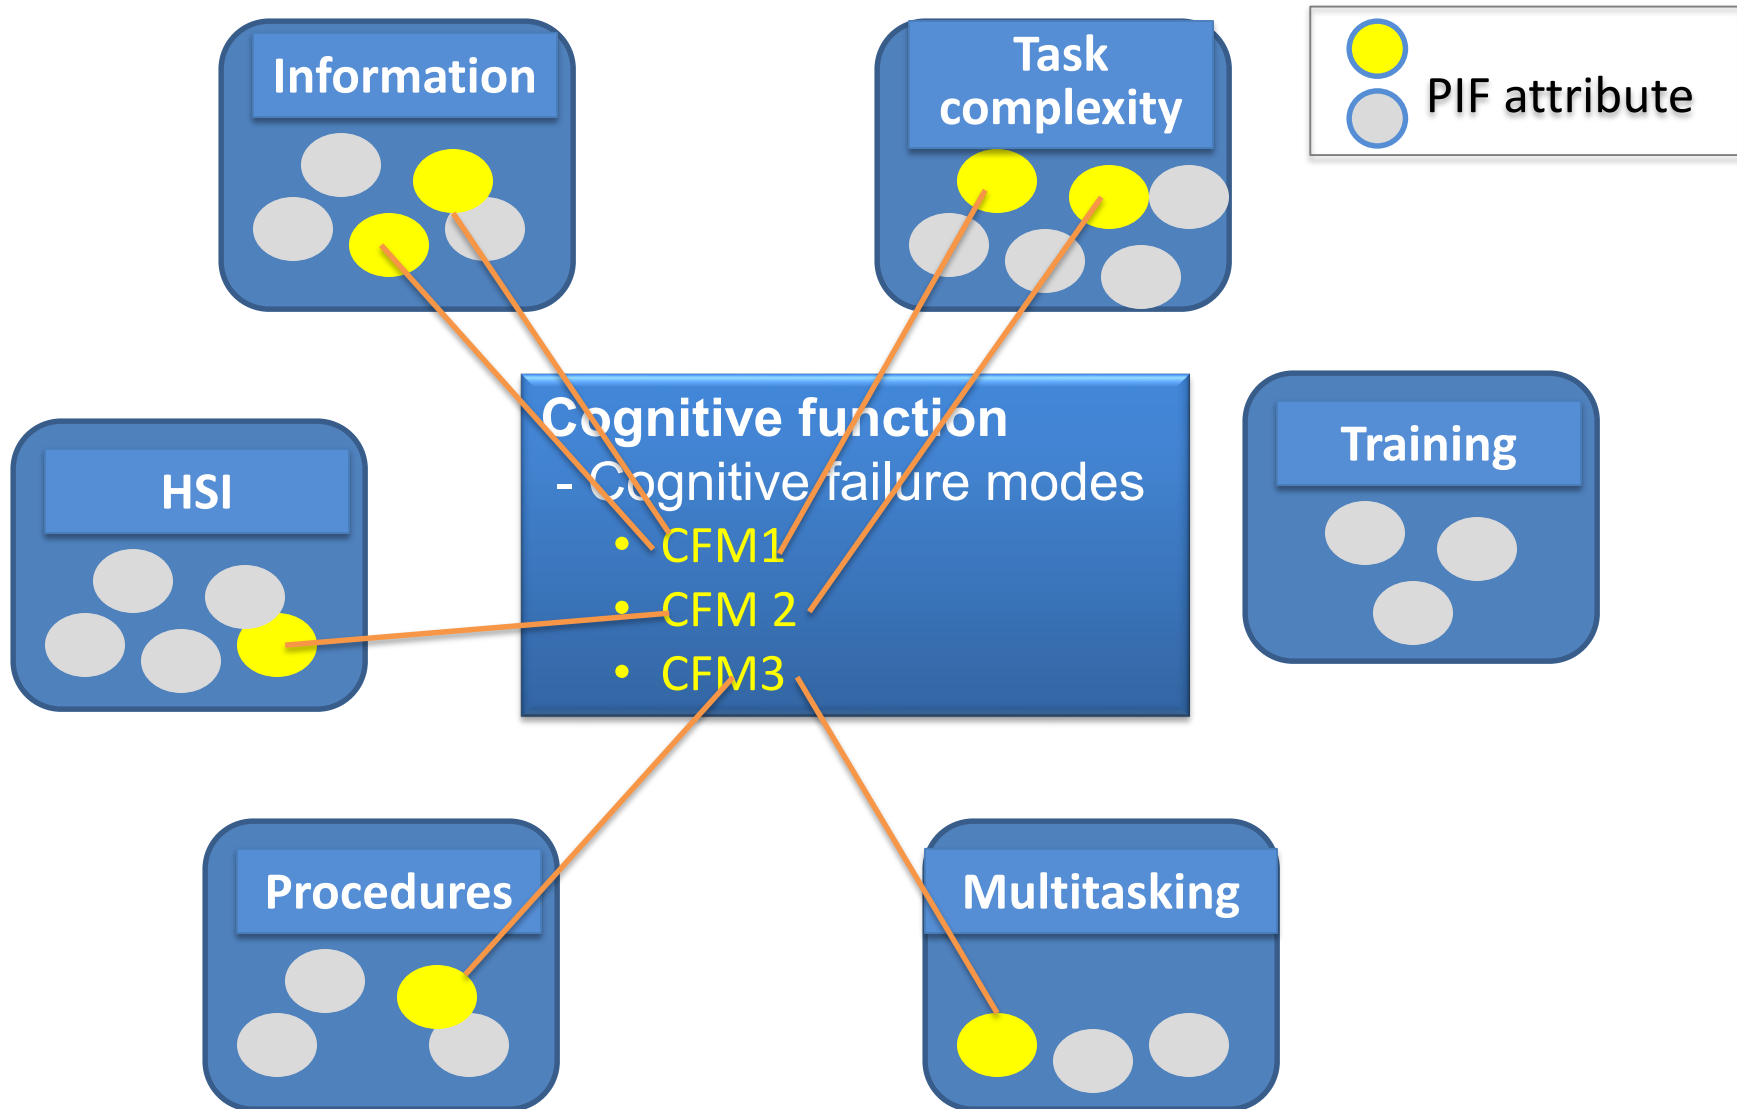 Information
Task
complexity
PIF attribute
Cognitive function
- Cognitive failure modes
• CFM1
• CFM 2
• CFM3
HSI
Training
Procedures
Multitasking